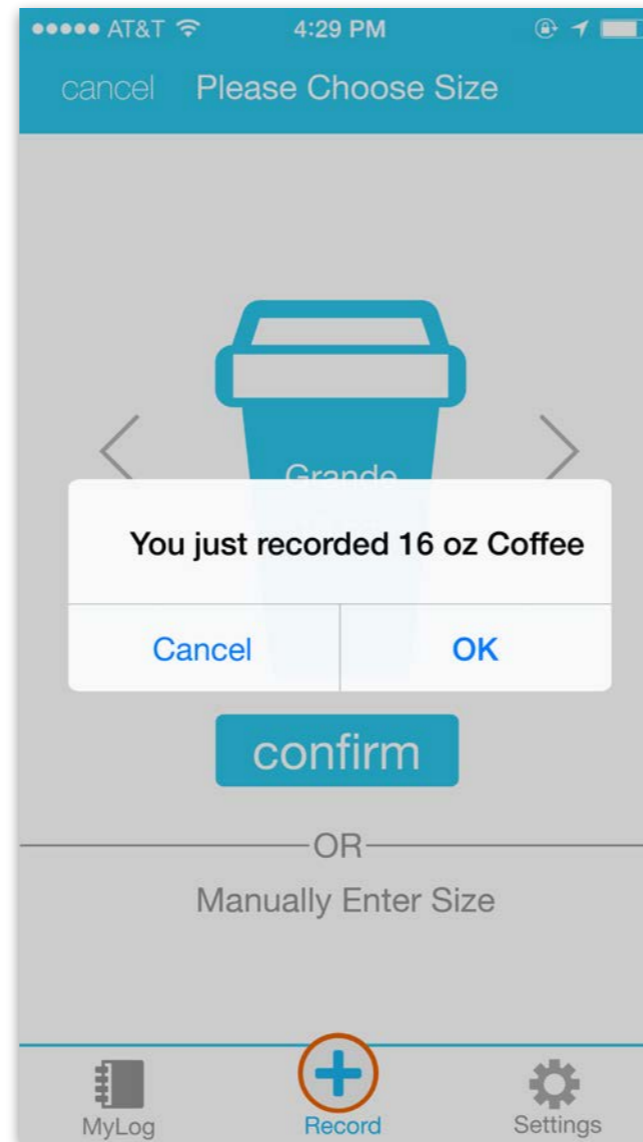 AT&T 4:29 PM
cancel Please Choose Size
Grande
You just recorded 16 oz Coffee
Cancel OK
confirm
OR
Manually Enter Size
MyLog Record Settings